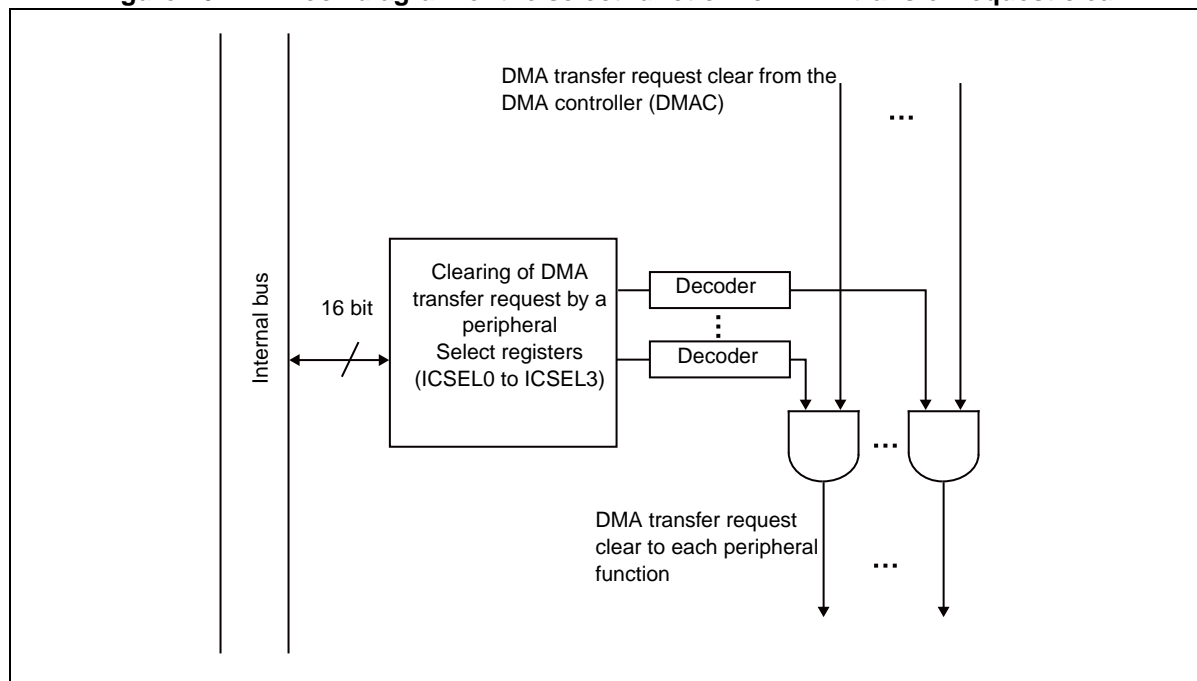 DMA transfer request clear from the
DMA controller (DMAC)
...
Internal bus
16 bit
Clearing of DMA
transfer request by a
peripheral
Select registers
(ICSEL0 to ICSEL3)
Decoder
Decoder
...
DMA transfer request
clear to each peripheral
function
...